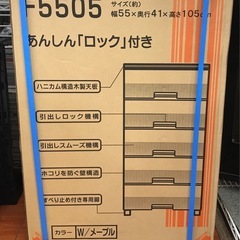 F5505
サイズ(約)
幅55×奥行41×高さ105cm
あんしん「ロック」付き
ハニカム構造木製天板
引出しロック機構
引出しスムーズ機構
ホコリを防ぐ壁構造
すべり止め付き専用脚
カラー W/メープル